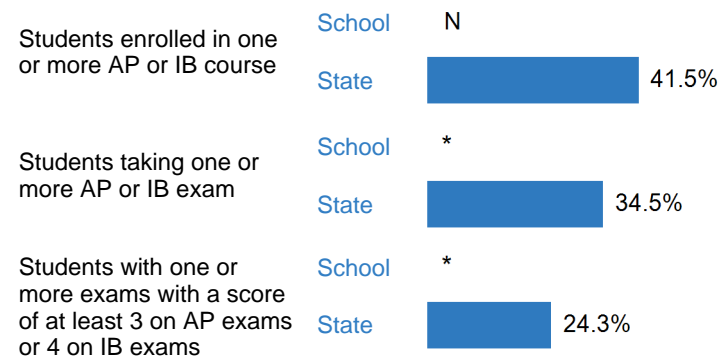 Students enrolled in one
or more AP or IB course
School N
State 41.5%
Students taking one or
more AP or IB exam
School *
State 34.5%
Students with one or
more exams with a score
of at least 3 on AP exams
or 4 on IB exams
School *
State 24.3%